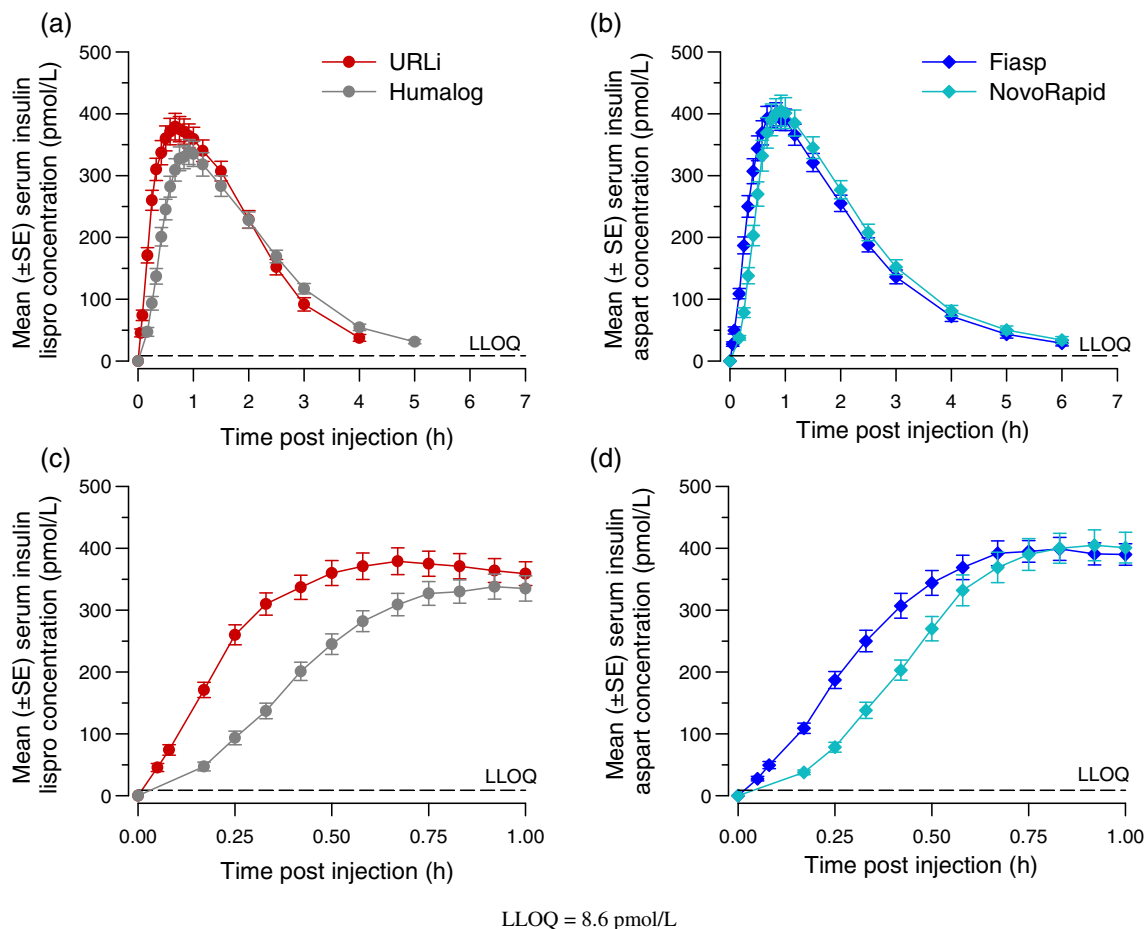 (a)
URLi
Humalog
Mean (±SE) serum insulin
lispro concentration (pmol/L)
500
400
300
200
100
0
LLOQ
0 1 2 3 4 5 6 7
Time post injection (h)
(b)
Fiasp
NovoRapid
Mean (± SE) serum insulin
aspart concentration (pmol/L)
500
400
300
200
100
0
LLOQ
0 1 2 3 4 5 6 7
Time post injection (h)
(c)
Mean (±SE) serum insulin
lispro concentration (pmol/L)
500
400
300
200
100
0
LLOQ
0.00 0.25 0.50 0.75 1.00
Time post injection (h)
(d)
Mean (±SE) serum insulin
aspart concentration (pmol/L)
500
400
300
200
100
0
LLOQ
0.00 0.25 0.50 0.75 1.00
Time post injection (h)
LLOQ = 8.6 pmol/L